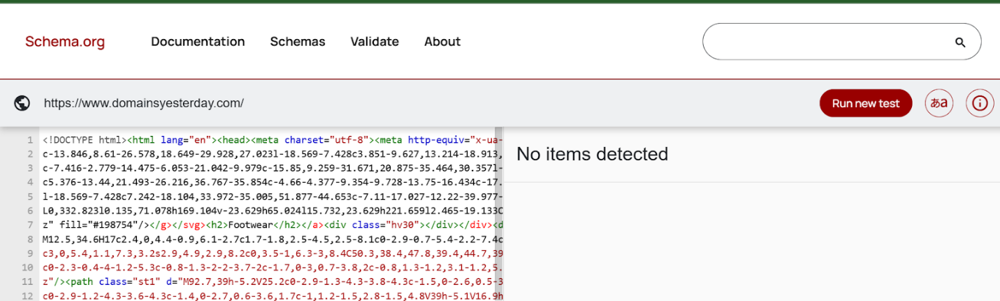 Schema.org Documentation Schemas Validate About
https://www.domainsyesterday.com/ Run new test あa
No items detected
1 <!DOCTYPE html><html lang="en"><head><meta charset="utf-8"><meta http-equiv="x-ua-
2 c-13.846,8.61-26.578,18.649-29.928,27.023l-18.569-7.428c3.851-9.627,13.214-18.913,
3 c-7.416-2.779-14.475-6.053-21.042-9.979c-15.85,9.259-31.671,20.875-35.464,30.357l-
4 c5.376-13.44,21.493-26.216,36.767-35.854c-4.66-4.377-9.354-9.728-13.75-16.434c-17.
5 l-18.569-7.428c7.242-18.104,33.972-35.005,51.877-44.653c-7.11-17.027-12.22-39.977-
6 L0,332.823l0.135,71.078h169.104v-23.629h65.024l15.732,23.629h221.659l2.465-19.133C
7 z" fill="#198754"/></g></svg><h2>Footwear</h2></a><div class="hv30"></div></div><d
8 M12.5,34.6H17c2.4,0,4.4-0.9,6.1-2.7c1.7-1.8,2.5-4.5,2.5-8.1c0-2.9-0.7-5.4-2.2-7.4c
9 c3,0,5.4,1.1,7.3,3.2s2.9,4.9,2.9,8.2c0,3.5-1,6.3-3,8.4C50.3,38.4,47.8,39.4,44.7,39
10 c0-2.3-0.4-4-1.2-5.3c-0.8-1.3-2-2-3.7-2c-1.7,0-3,0.7-3.8,2c-0.8,1.3-1.2,3.1-1.2,5.
11 z"/><path class="st1" d="M92.7,39h-5.2V25.2c0-2.9-1.3-4.3-3.8-4.3c-1.5,0-2.6,0.5-3
12 c0-2.9-1.2-4.3-3.6-4.3c-1.4,0-2.7,0.6-3.6,1.7c-1,1.2-1.5,2.8-1.5,4.8V39h-5.1V16.9h